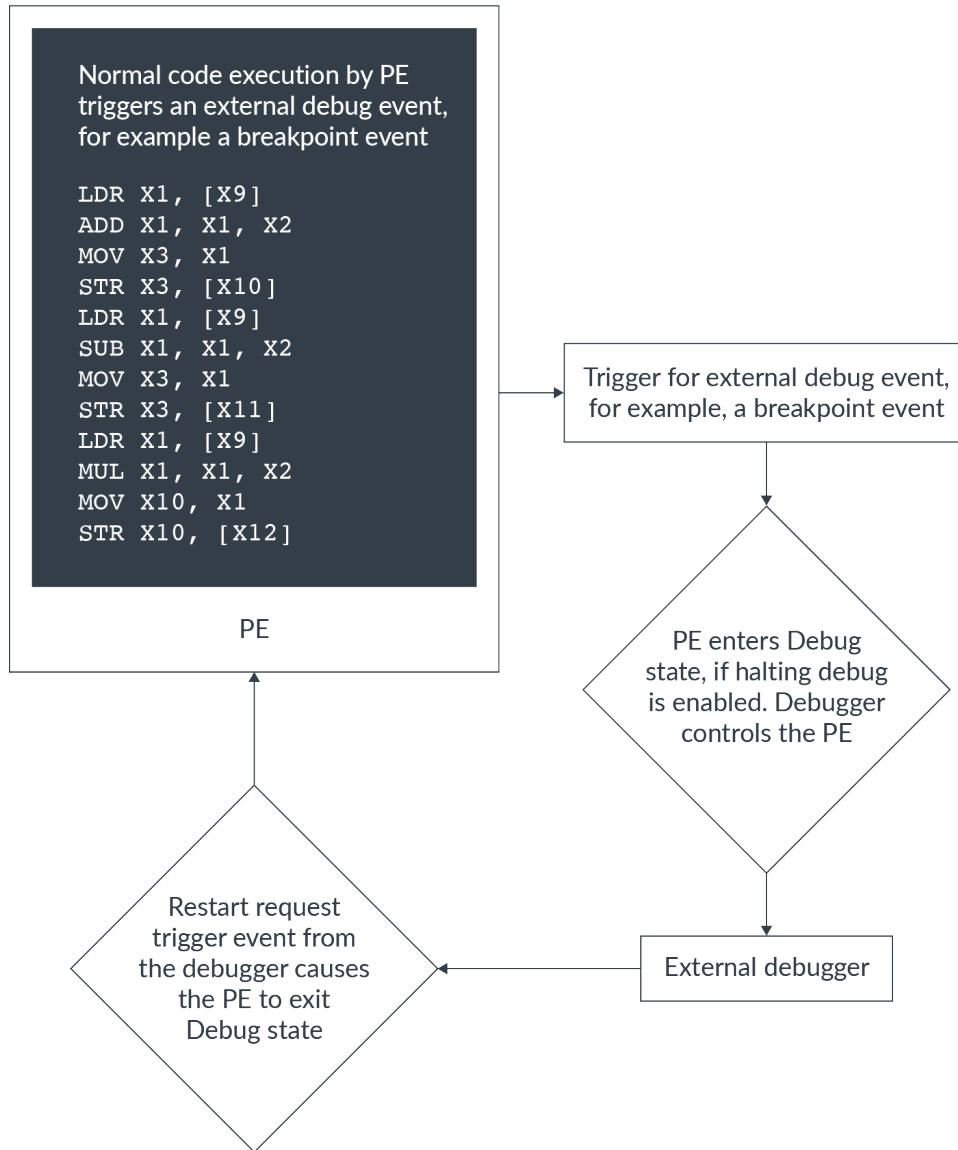 Normal code execution by PE
triggers an external debug event,
for example a breakpoint event
LDR X1, [X9]
ADD X1, X1, X2
MOV X3, X1
STR X3, [X10]
LDR X1, [X9]
SUB X1, X1, X2
MOV X3, X1
STR X3, [X11]
LDR X1, [X9]
MUL X1, X1, X2
MOV X10, X1
STR X10, [X12]
PE
Trigger for external debug event,
for example, a breakpoint event
PE enters Debug
state, if halting debug
is enabled. Debugger
controls the PE
External debugger
Restart request
trigger event from
the debugger causes
the PE to exit
Debug state